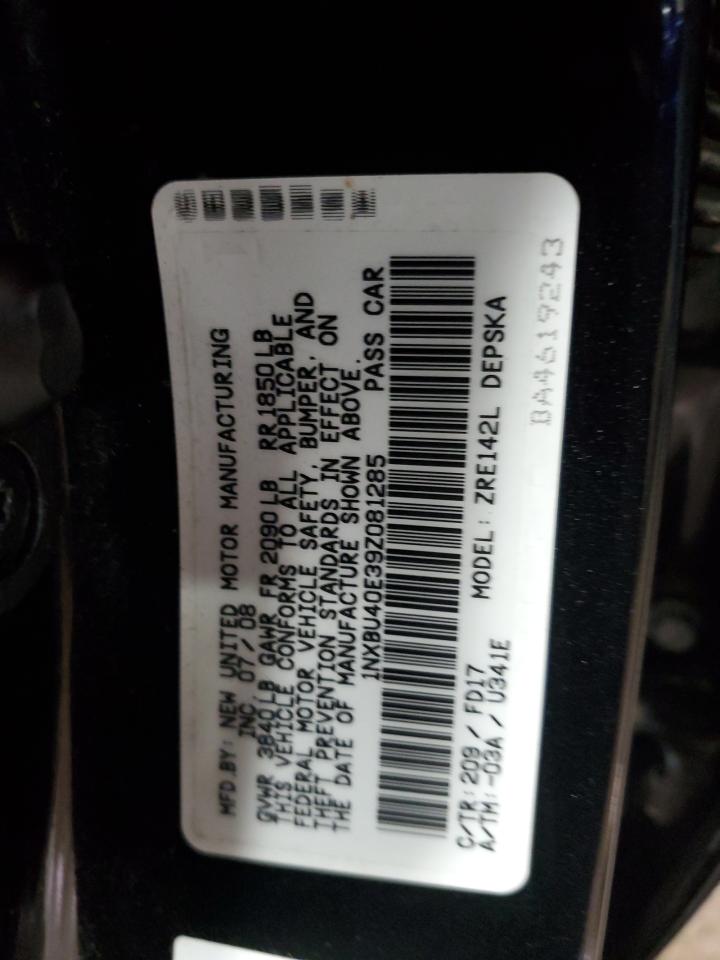 MFD.BY: NEW UNITED MOTOR MANUFACTURING
INC. 07/08
GVWR 3840LB GAWR FR 2090LB RR1850LB
THIS VEHICLE CONFORMS TO ALL APPLICABLE
FEDERAL MOTOR VEHICLE SAFETY, BUMPER, AND
THEFT PREVENTION STANDARDS IN EFFECT ON
THE DATE OF MANUFACTURE SHOWN ABOVE.
1NXBU40E39Z081285 PASS CAR
C/TR: 209 / FD17 MODEL: ZRE142L DEPSKA
A/TM: -03A / U341E
BA4619243